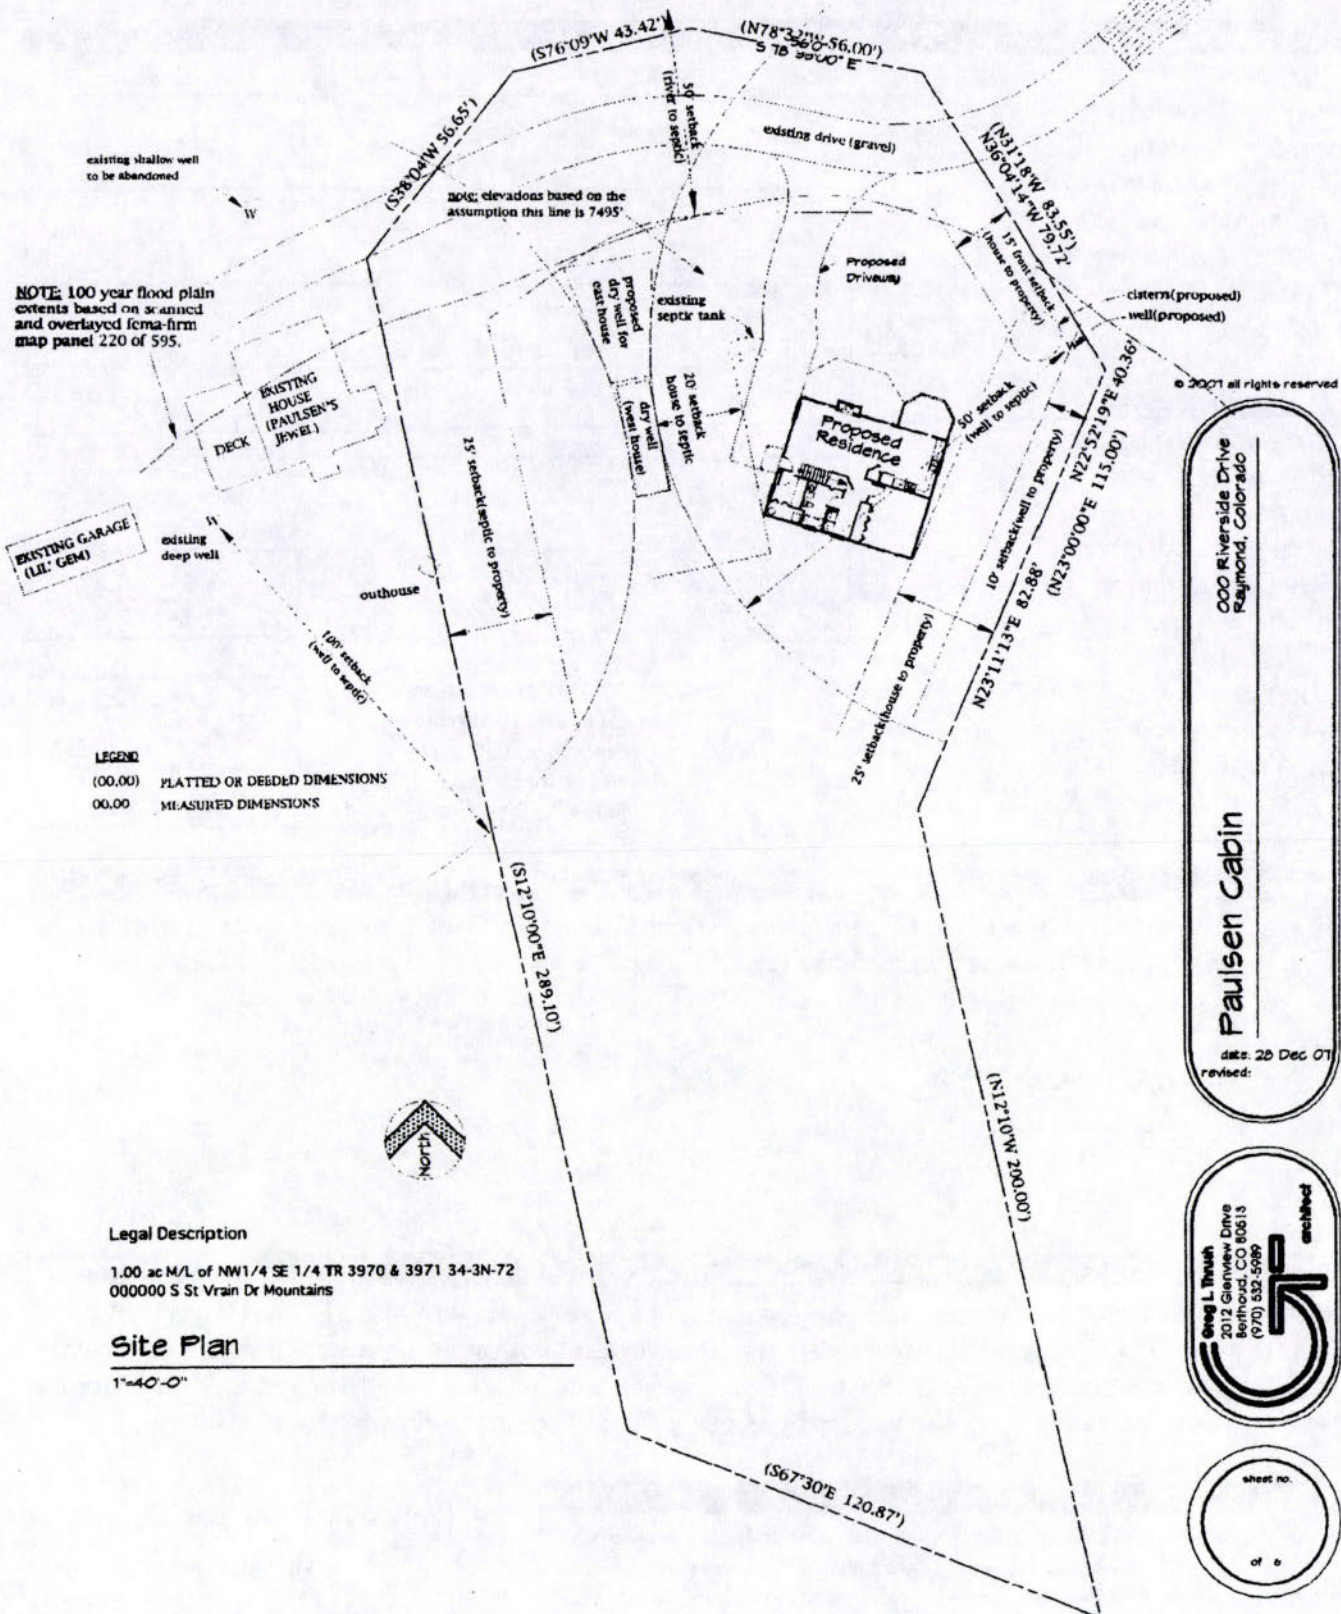 (S76°09'W 43.42')
(N78°32'W 56.00')
S 78°33'00" E
(S38°04'W 56.65')
50' setback
(river to septic)
existing drive (gravel)
(N31°18'W 83.55')
N36°04'14"W 79.72'
existing shallow well
to be abandoned
W
note: elevations based on the
assumption this line is 7495'
15' front setback
(house to property)
Proposed
Driveway
NOTE: 100 year flood plain
extents based on scanned
and overlayed fema-firm
map panel 220 of 595.
proposed
dry well for
east house
existing
septic tank
cistern(proposed)
well(proposed)
© 2007 all rights reserved
EXISTING
HOUSE
(PAULSEN'S
JEWEL)
DECK
20' setback
house to septic
dry well
(west house)
Proposed
Residence
50' setback
(well to septic)
N22°52'19"E 40.36'
(N23°00'00"E 115.00')
N23°11'13"E 82.88'
10' setback(well to property)
25' setback(septic to property)
EXISTING GARAGE
(LIL' GEM)
W
existing
deep well
outhouse
100' setback
(well to septic)
25' setback(house to property)
LEGEND
(00.00) PLATTED OR DEEDED DIMENSIONS
00.00 MEASURED DIMENSIONS
(S12°10'00"E 289.10')
(N12°10'W 200.00')
North
Legal Description
1.00 ac M/L of NW1/4 SE 1/4 TR 3970 & 3971 34-3N-72
000000 S St Vrain Dr Mountains
Site Plan
1"=40'-0"
(S67°30'E 120.87')
000 Riverside Drive
Raymond, Colorado
Paulsen Cabin
date: 28 Dec 07
revised:
Greg L. Thrush
2012 Glenview Drive
Berthoud, CO 80513
(970) 532-5989
architect
sheet no.
of 6